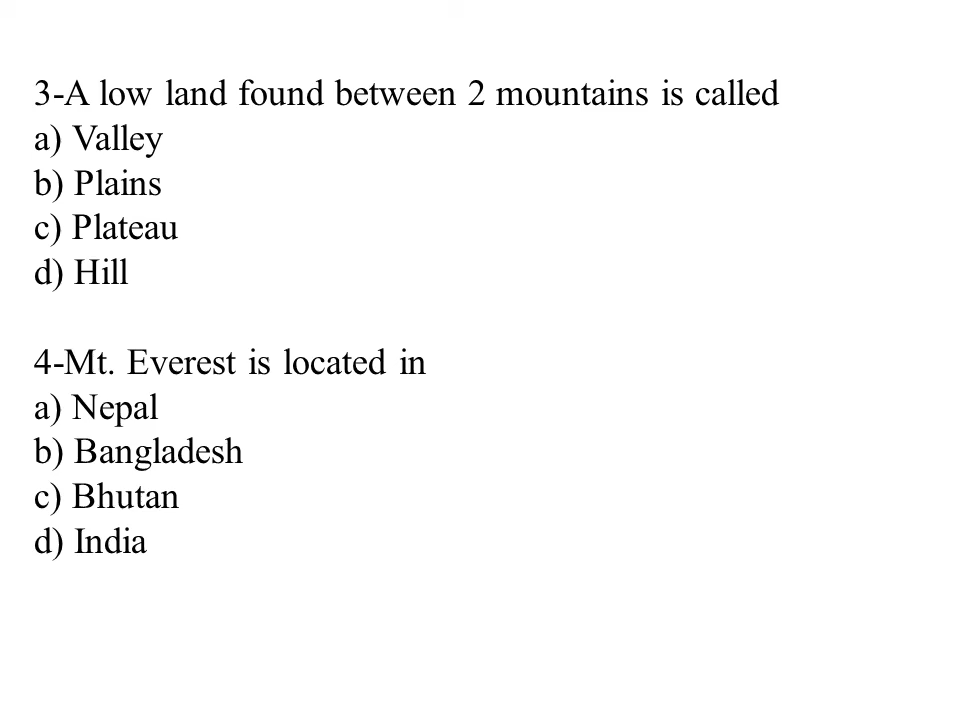 3-A low land found between 2 mountains is called
a) Valley
b) Plains
c) Plateau
d) Hill
4-Mt. Everest is located in
a) Nepal
b) Bangladesh
c) Bhutan
d) India